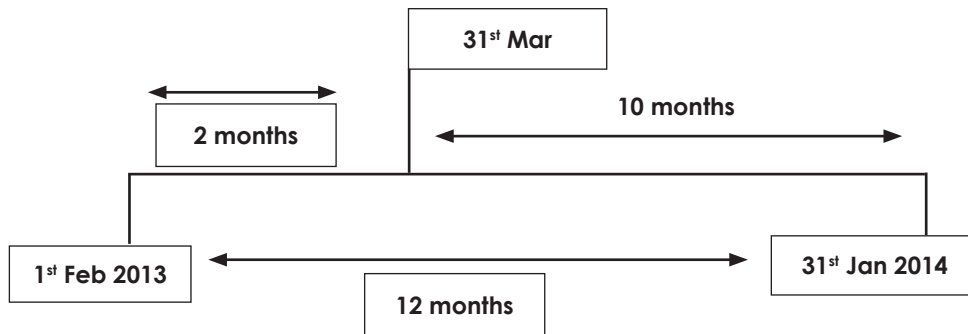 31st Mar
10 months
2 months
1st Feb 2013
31st Jan 2014
12 months